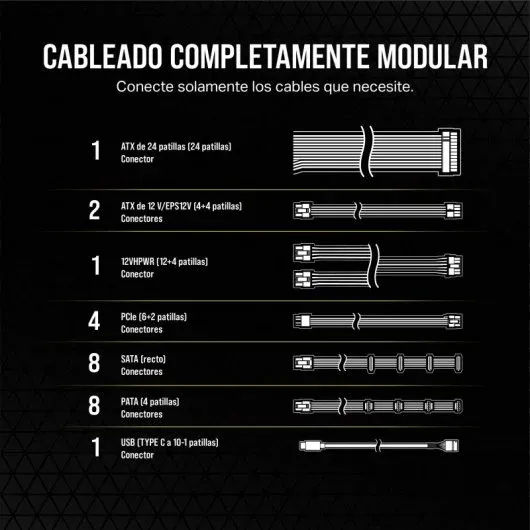 CABLEADO COMPLETAMENTE MODULAR
Conecte solamente los cables que necesite.
1
ATX de 24 patillas (24 patillas)
Conector
2
ATX de 12 V/EPS12V (4+4 patillas)
Conectores
1
12VHPWR (12+4 patillas)
Conector
4
PCIe (6+2 patillas)
Conectores
8
SATA (recto)
Conectores
8
PATA (4 patillas)
Conectores
1
USB (TYPE C a 10-1 patillas)
Conector